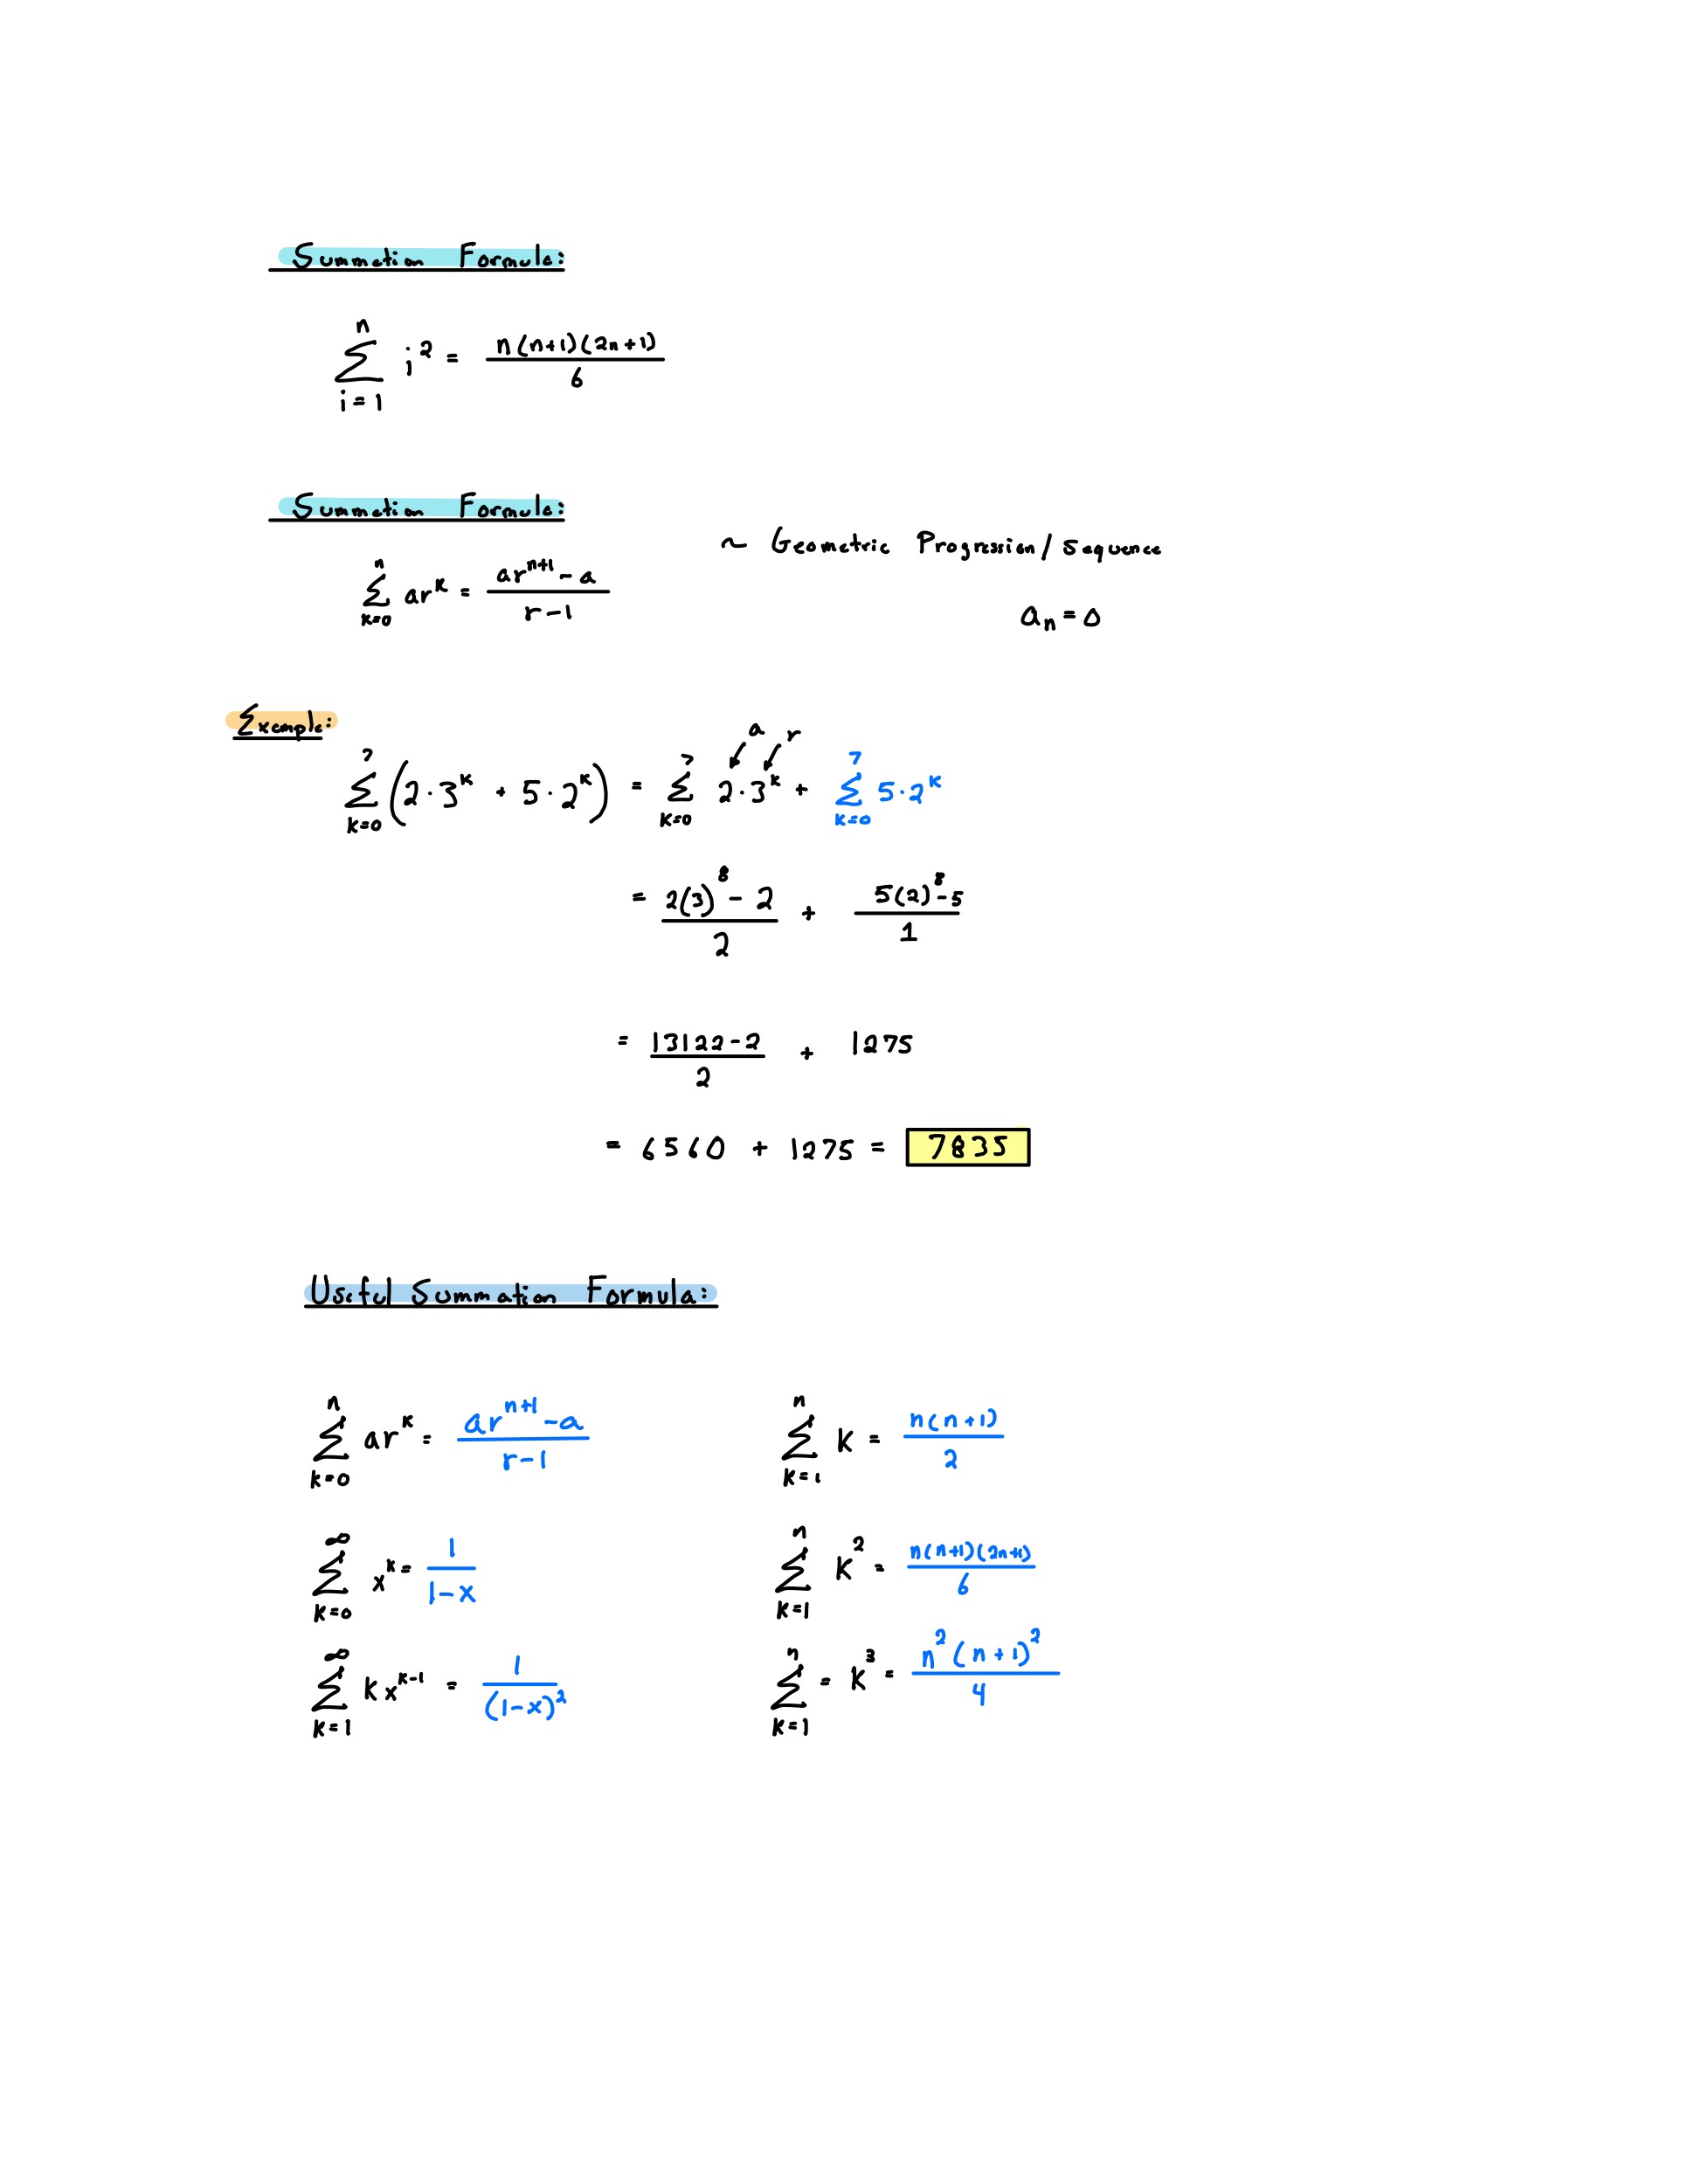 Summation Formula:
\sum_{i=1}^{n} i^2 = \frac{n(n+1)(2n+1)}{6}
Summation Formula:
~ Geometric Progression/Sequence
\sum_{k=0}^{n} ar^k = \frac{ar^{n+1} - a}{r-1}
a_n = 0
Example:
a r
\sum_{k=0}^{7} (2 \cdot 3^k + 5 \cdot 2^k) = \sum_{k=0}^{7} 2 \cdot 3^k + \sum_{k=0}^{7} 5 \cdot 2^k
= \frac{2(3)^8 - 2}{2} + \frac{5(2)^8 - 5}{1}
= \frac{13122 - 2}{2} + 1275
= 6560 + 1275 = 7835
Useful Summation Formula:
\sum_{k=0}^{n} ar^k = \frac{ar^{n+1} - a}{r-1} \sum_{k=1}^{n} k = \frac{n(n+1)}{2}
\sum_{k=0}^{\infty} x^k = \frac{1}{1-x} \sum_{k=1}^{n} k^2 = \frac{n(n+1)(2n+1)}{6}
\sum_{k=1}^{\infty} kx^{k-1} = \frac{1}{(1-x)^2} \sum_{k=1}^{n} = k^3 = \frac{n^2(n+1)^2}{4}